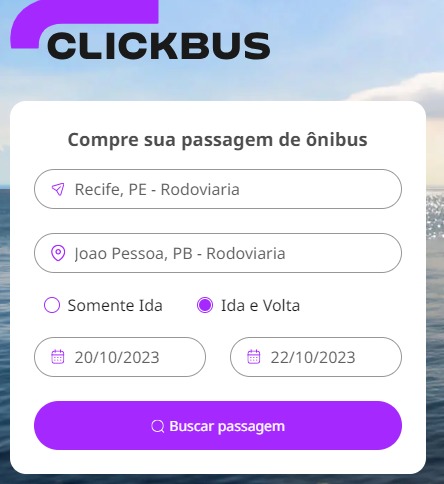 CLICKBUS
Compre sua passagem de ônibus
Recife, PE - Rodoviaria
Joao Pessoa, PB - Rodoviaria
Somente Ida Ida e Volta
20/10/2023 22/10/2023
Buscar passagem